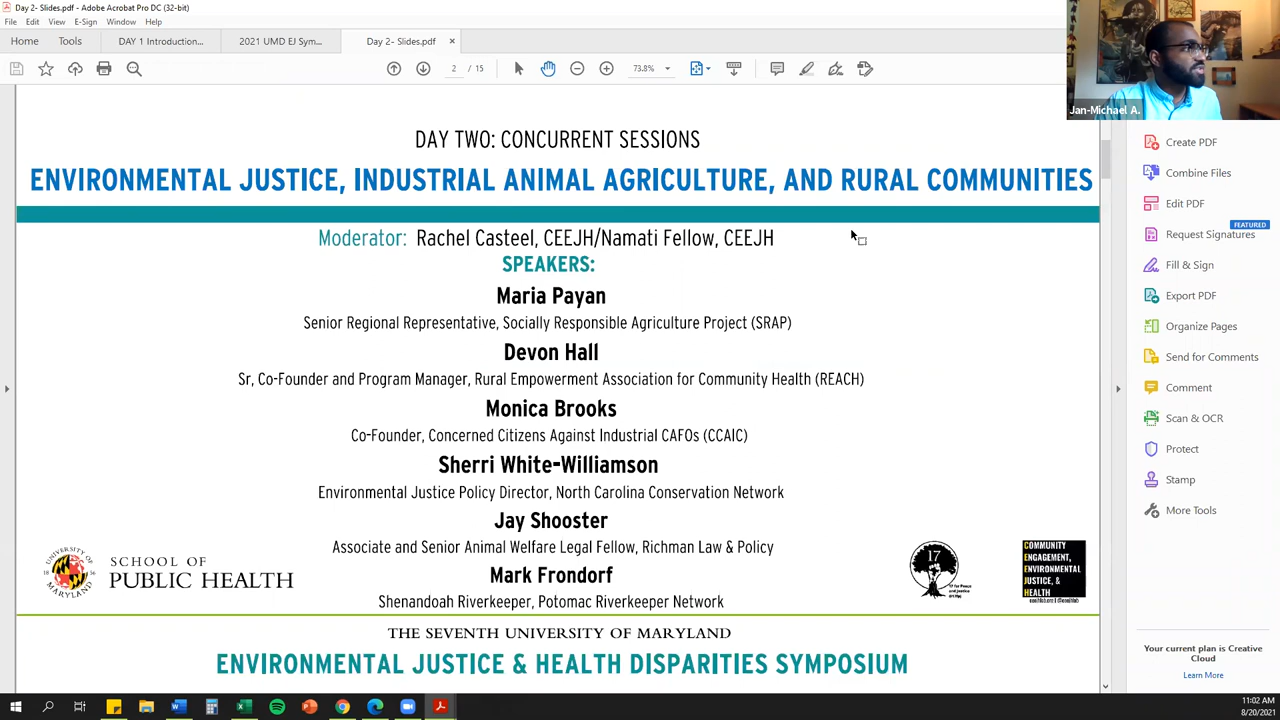 Day 2- Slides.pdf - Adobe Acrobat Pro DC (32-bit)
File Edit View E-Sign Window Help
Home Tools DAY 1 Introduction... 2021 UMD EJ Sym... Day 2- Slides.pdf ×
2 / 15 73.8%
Jan-Michael A.
DAY TWO: CONCURRENT SESSIONS
ENVIRONMENTAL JUSTICE, INDUSTRIAL ANIMAL AGRICULTURE, AND RURAL COMMUNITIES
Moderator: Rachel Casteel, CEEJH/Namati Fellow, CEEJH
SPEAKERS:
Maria Payan
Senior Regional Representative, Socially Responsible Agriculture Project (SRAP)
Devon Hall
Sr, Co-Founder and Program Manager, Rural Empowerment Association for Community Health (REACH)
Monica Brooks
Co-Founder, Concerned Citizens Against Industrial CAFOs (CCAIC)
Sherri White-Williamson
Environmental Justice Policy Director, North Carolina Conservation Network
Jay Shooster
Associate and Senior Animal Welfare Legal Fellow, Richman Law & Policy
Mark Frondorf
Shenandoah Riverkeeper, Potomac Riverkeeper Network
UNIVERSITY OF
MARYLAND
SCHOOL OF
PUBLIC HEALTH
17
COMMUNITY
ENGAGEMENT,
ENVIRONMENTAL
JUSTICE, &
HEALTH
THE SEVENTH UNIVERSITY OF MARYLAND
ENVIRONMENTAL JUSTICE & HEALTH DISPARITIES SYMPOSIUM
Create PDF
Combine Files
Edit PDF
FEATURED
Request Signatures
Fill & Sign
Export PDF
Organize Pages
Send for Comments
Comment
Scan & OCR
Protect
Stamp
More Tools
Your current plan is Creative
Cloud
Learn More
11:02 AM
8/20/2021